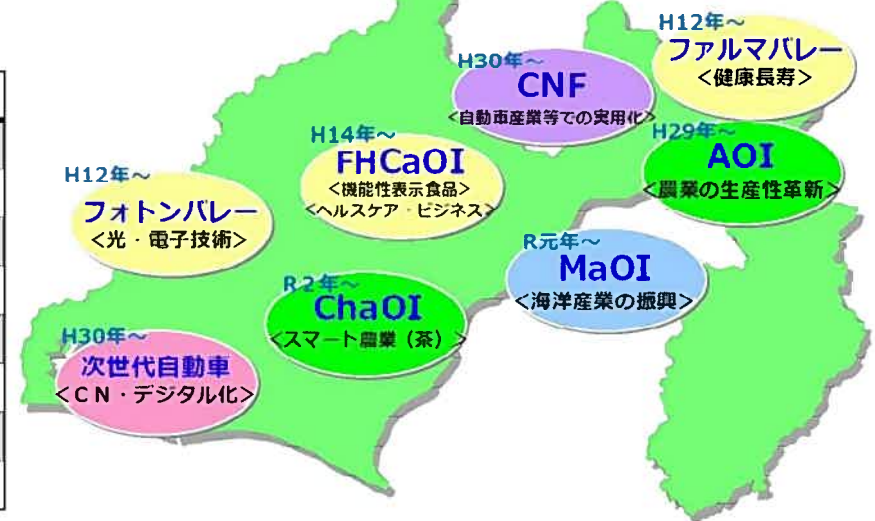 H12年～
ファルマバレー
＜健康長寿＞
H30年～
CNF
＜自動車産業等での実用化＞
H29年～
AOI
＜農業の生産性革新＞
H14年～
FHCaOI
＜機能性表示食品＞
＜ヘルスケア・ビジネス＞
H12年～
フォトンバレー
＜光・電子技術＞
R元年～
MaOI
＜海洋産業の振興＞
R２年～
ChaOI
＜スマート農業（茶）＞
H30年～
次世代自動車
＜ＣＮ・デジタル化＞